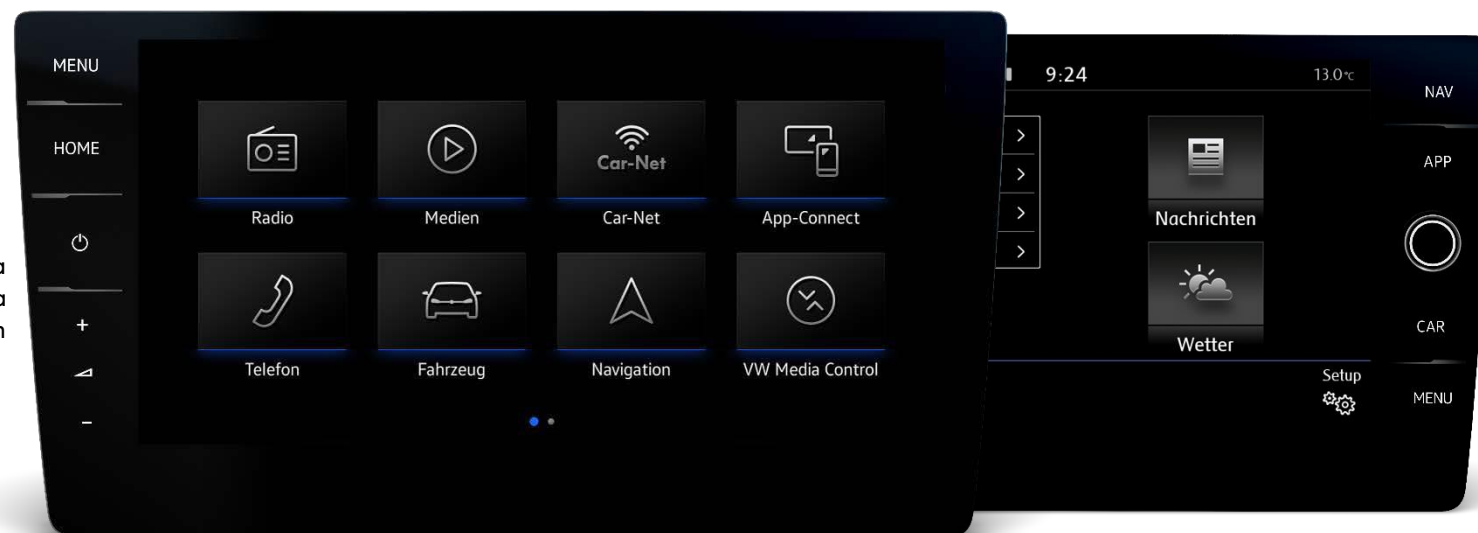 MENU
HOME
+
-
Car-Net
Radio
Medien
Car-Net
App-Connect
Telefon
Fahrzeug
Navigation
VW Media Control
9:24
13.0°C
Nachrichten
Wetter
Setup
NAV
APP
CAR
MENU